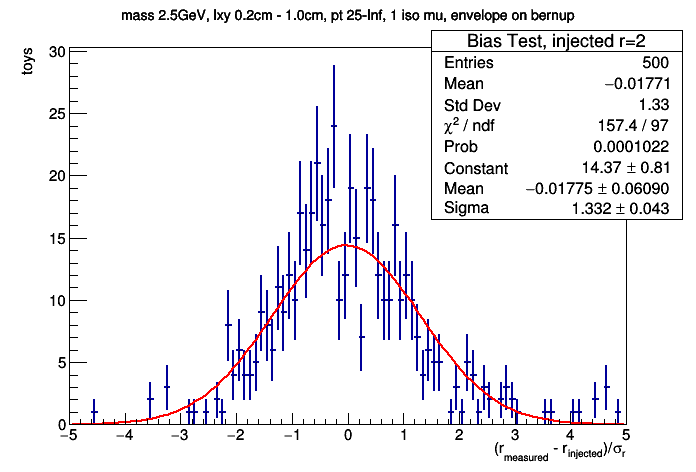 mass 2.5GeV, lxy 0.2cm - 1.0cm, pt 25-Inf, 1 iso mu, envelope on bernup
Bias Test, injected r=2
Entries 500
Mean −0.01771
Std Dev 1.33
χ² / ndf 157.4 / 97
Prob 0.0001022
Constant 14.37 ± 0.81
Mean −0.01775 ± 0.06090
Sigma 1.332 ± 0.043
toys
30
25
20
15
10
5
0
−5 −4 −3 −2 −1 0 1 2 3 4 5
(r_measured - r_injected)/σ_r